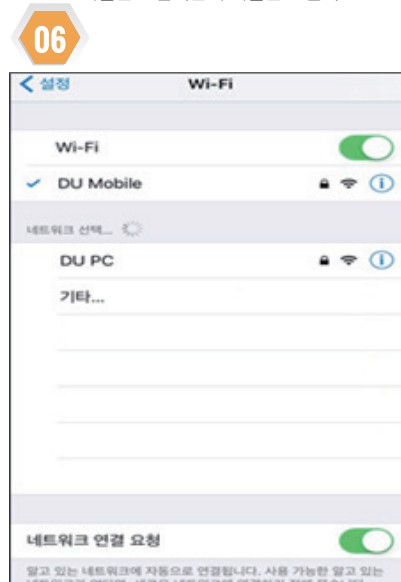 06
설정 Wi-Fi
Wi-Fi
DU Mobile
네트워크 선택...
DU PC
기타...
네트워크 연결 요청
알고 있는 네트워크에 자동으로 연결됩니다. 사용 가능한 알고 있는